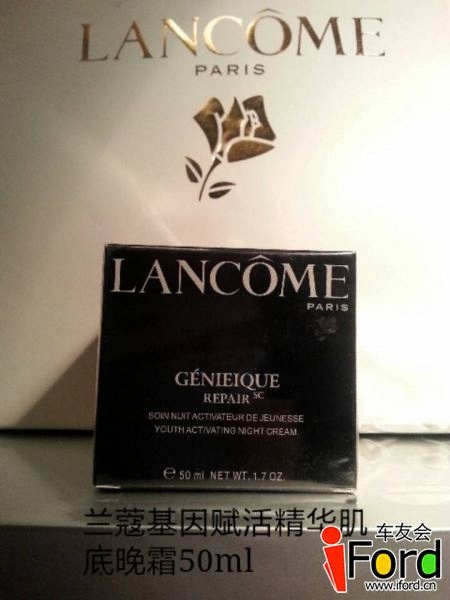 LANCÔME
PARIS
LANCÔME
PARIS
GÉNIEIQUE
REPAIR SC
SOIN NUIT ACTIVATEUR DE JEUNESSE
YOUTH ACTIVATING NIGHT CREAM
℮ 50 ml NET WT. 1.7 OZ.
兰蔻基因赋活精华肌
底晚霜50ml
车友会
iFord
www.iford.cn